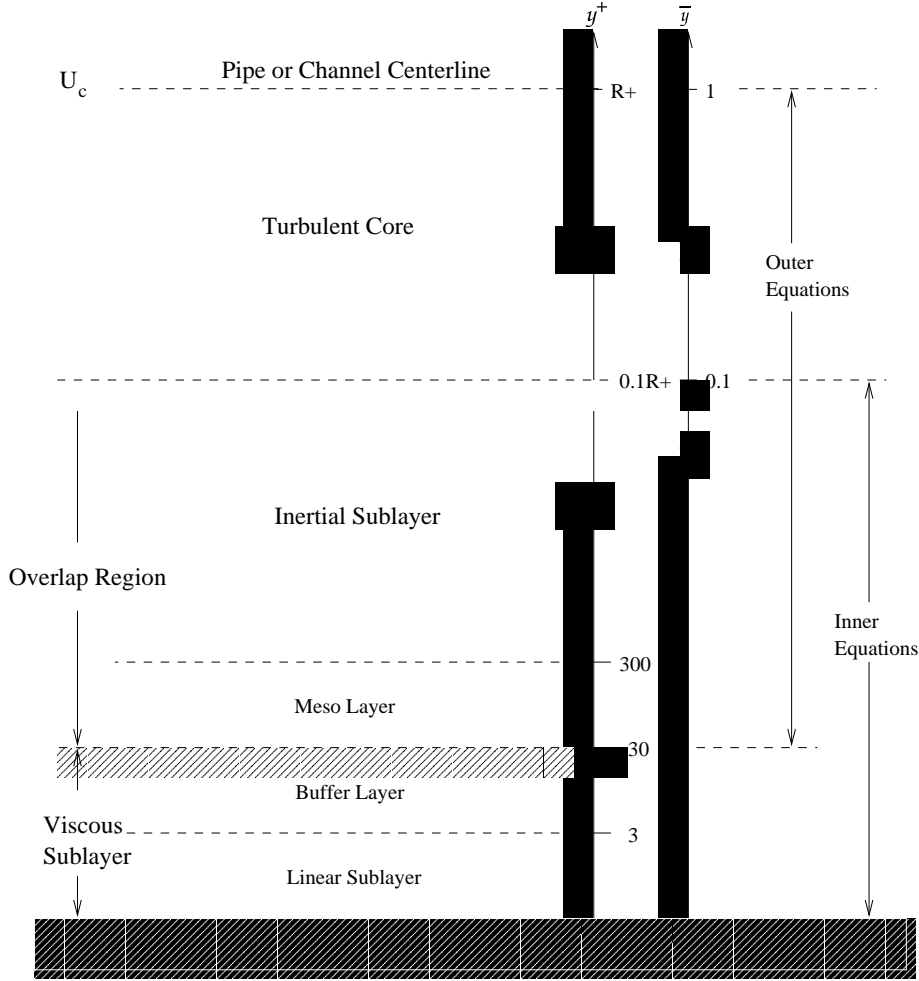 y+ y̅
Pipe or Channel Centerline
U_c
R+ 1
Turbulent Core
Outer
Equations
0.1R+ 0.1
Inertial Sublayer
Overlap Region
Inner
Equations
300
Meso Layer
30
Buffer Layer
Viscous
Sublayer
3
Linear Sublayer